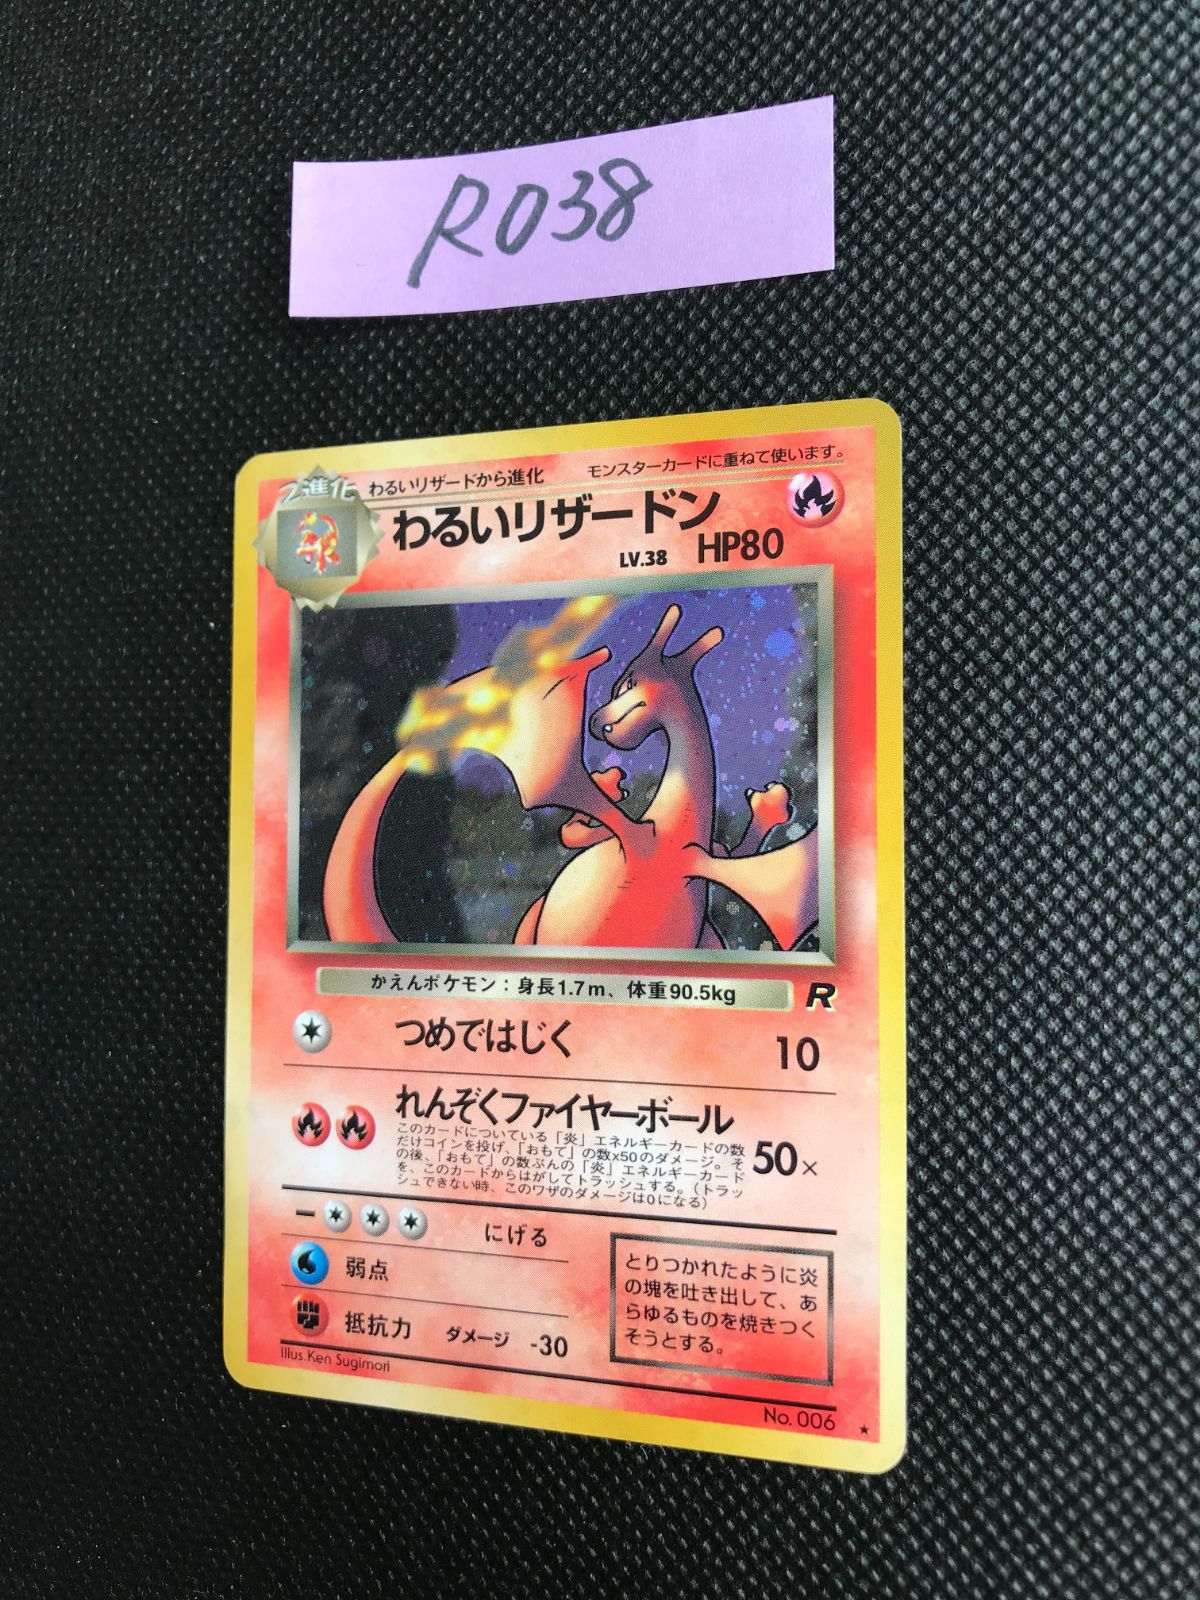 R038
2進化
わるいリザードから進化
モンスターカードに重ねて使います。
わるいリザードン
LV.38 HP80
かえんポケモン：身長1.7m、体重90.5kg
R
つめではじく 10
れんぞくファイヤーボール
このカードについている「炎」エネルギーカードの数
だけコインを投げ、「おもて」の数x50のダメージ。そ
の後、「おもて」の数ぶんの「炎」エネルギーカード
を、このカードからはがしてトラッシュする。（トラッ
シュできない時、このワザのダメージは0になる）
50×
− にげる
弱点
抵抗力 ダメージ -30
とりつかれたように炎
の塊を吐き出して、あ
らゆるものを焼きつく
そうとする。
Illus.Ken Sugimori
No. 006 ★